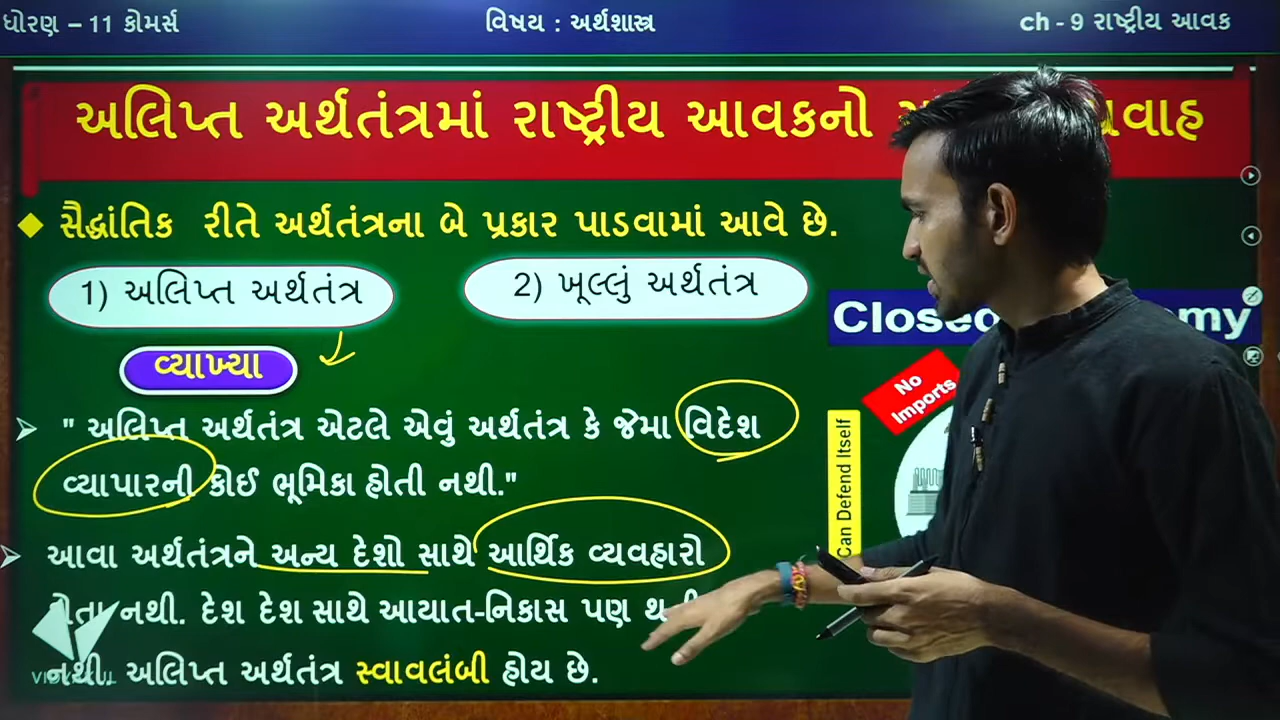 ધોરણ – 11 કોમર્સ
વિષય : અર્થશાસ્ત્ર
ch - 9 રાષ્ટ્રીય આવક
અલિપ્ત અર્થતંત્રમાં રાષ્ટ્રીય આવકનો
સૈદ્ધાંતિક રીતે અર્થતંત્રના બે પ્રકાર પાડવામાં આવે છે.
1) અલિપ્ત અર્થતંત્ર
2) ખૂલ્લું અર્થતંત્ર
વ્યાખ્યા
" અલિપ્ત અર્થતંત્ર એટલે એવું અર્થતંત્ર કે જેમા વિદેશ
વ્યાપારની કોઈ ભૂમિકા હોતી નથી."
આવા અર્થતંત્રને અન્ય દેશો સાથે આર્થિક વ્યવહારો
નથી. દેશ દેશ સાથે આયાત-નિકાસ પણ
નથી. અલિપ્ત અર્થતંત્ર સ્વાવલંબી હોય છે.
No
Imports
Can Defend Itself